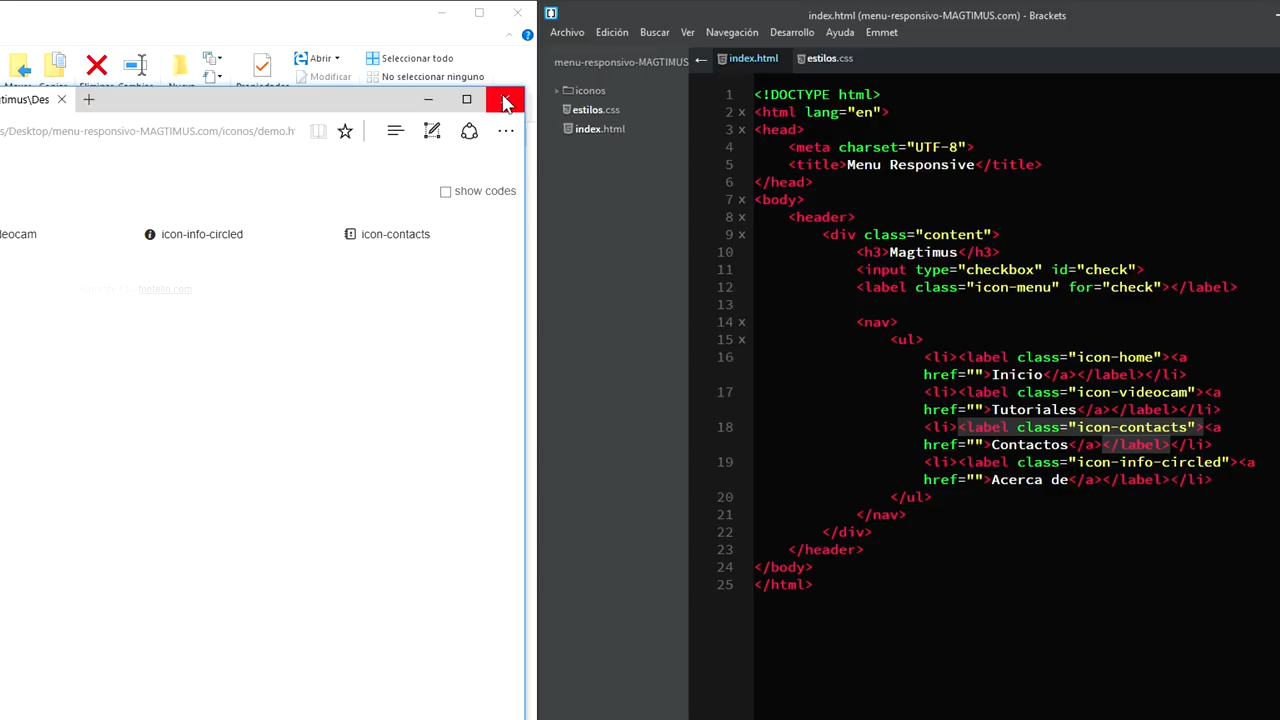 Abrir
Seleccionar todo
Modificar
No seleccionar ninguno
timus\Des
s/Desktop/menu-responsivo-MAGTIMUS.com/iconos/demo.h
show codes
eocam
icon-info-circled
icon-contacts
fontello.com
index.html (menu-responsivo-MAGTIMUS.com) - Brackets
Archivo Edición Buscar Ver Navegación Desarrollo Ayuda Emmet
menu-responsivo-MAGTIMUS
iconos
estilos.css
index.html
index.html estilos.css
1 <!DOCTYPE html>
2 <html lang="en">
3 <head>
4 <meta charset="UTF-8">
5 <title>Menu Responsive</title>
6 </head>
7 <body>
8 <header>
9 <div class="content">
10 <h3>Magtimus</h3>
11 <input type="checkbox" id="check">
12 <label class="icon-menu" for="check"></label>
13
14 <nav>
15 <ul>
16 <li><label class="icon-home"><a
href="">Inicio</a></label></li>
17 <li><label class="icon-videocam"><a
href="">Tutoriales</a></label></li>
18 <li><label class="icon-contacts"><a
href="">Contactos</a></label></li>
19 <li><label class="icon-info-circled"><a
href="">Acerca de</a></label></li>
20 </ul>
21 </nav>
22 </div>
23 </header>
24 </body>
25 </html>